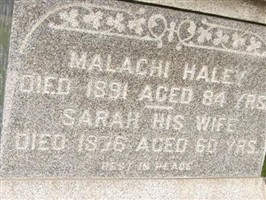 MALACHI HALEY
DIED 1891 AGED 84 YRS
SARAH HIS WIFE
DIED 1876 AGED 60 YRS.
REST IN PEACE